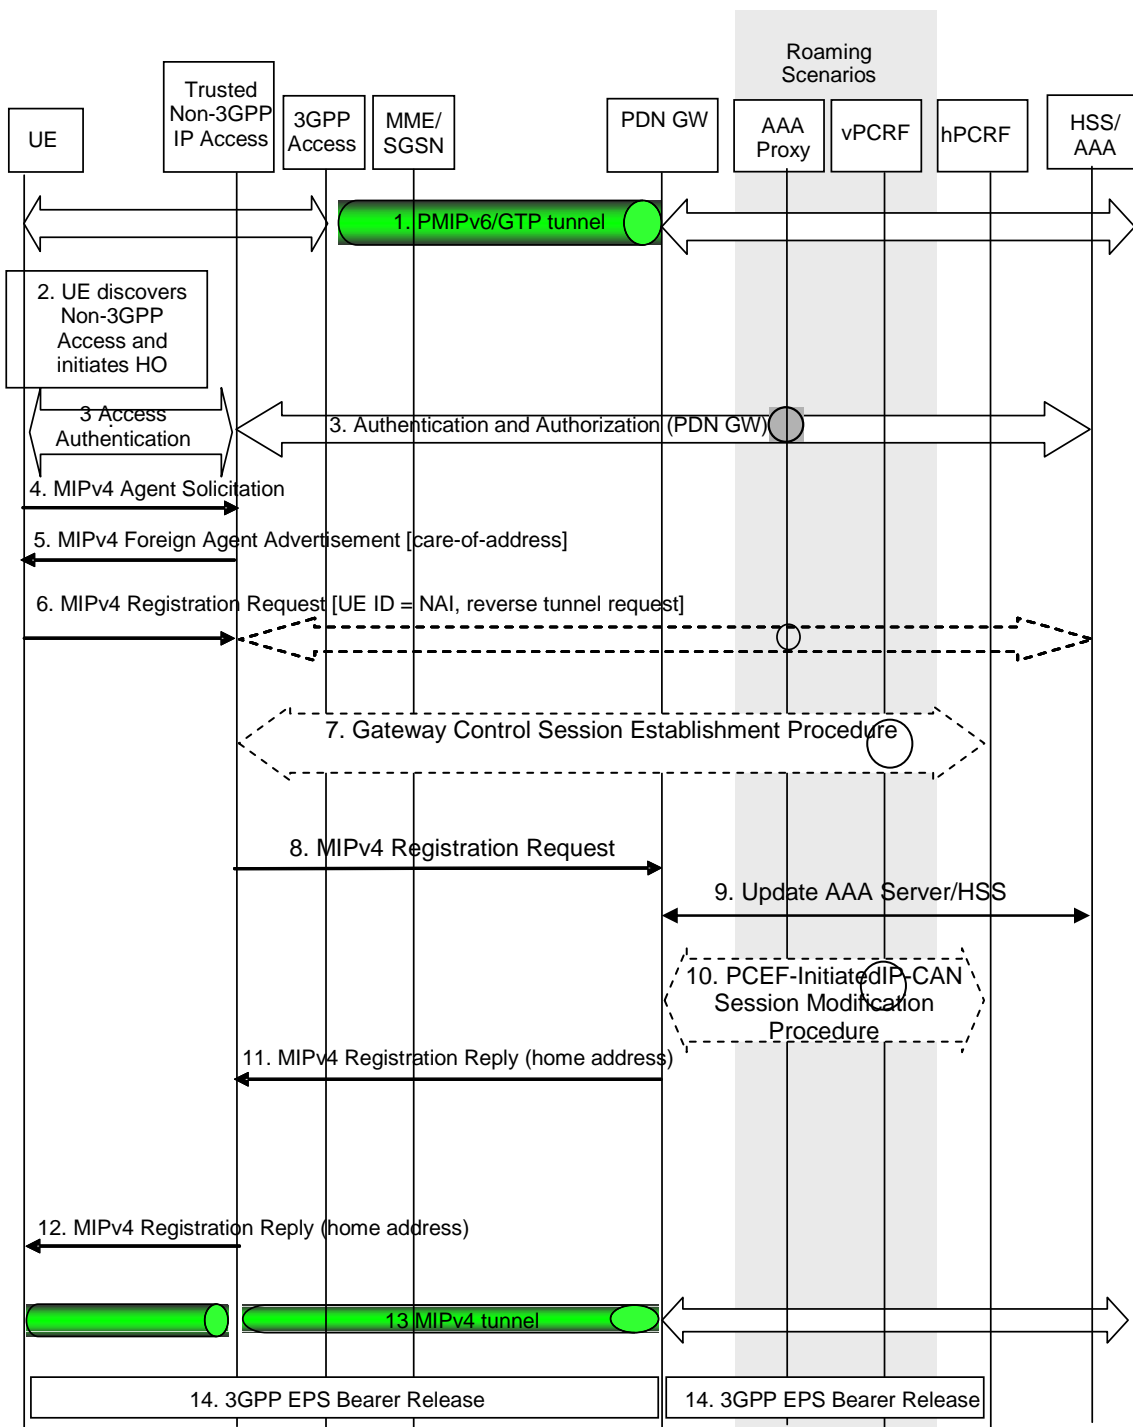 Roaming
Scenarios
UE
Trusted
Non-3GPP
IP Access
3GPP
Access
MME/
SGSN
PDN GW
AAA
Proxy
vPCRF
hPCRF
HSS/
AAA
1. PMIPv6/GTP tunnel
2. UE discovers
Non-3GPP
Access and
initiates HO
3 Access
.
Authentication
3. Authentication and Authorization (PDN GW)
4. MIPv4 Agent Solicitation
5. MIPv4 Foreign Agent Advertisement [care-of-address]
6. MIPv4 Registration Request [UE ID = NAI, reverse tunnel request]
7. Gateway Control Session Establishment Procedure
8. MIPv4 Registration Request
9. Update AAA Server/HSS
10. PCEF-InitiatedIP-CAN
Session Modification
Procedure
11. MIPv4 Registration Reply (home address)
12. MIPv4 Registration Reply (home address)
13 MIPv4 tunnel
14. 3GPP EPS Bearer Release
14. 3GPP EPS Bearer Release